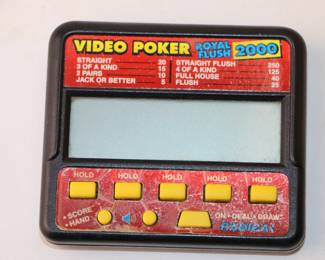 VIDEO POKER ROYAL FLUSH 2000
STRAIGHT 20 STRAIGHT FLUSH 250
3 OF A KIND 15 4 OF A KIND 125
2 PAIRS 10 FULL HOUSE 40
JACK OR BETTER 5 FLUSH 25
HOLD HOLD HOLD HOLD HOLD
• SCORE ON • DEAL • DRAW
• HAND
RADICA